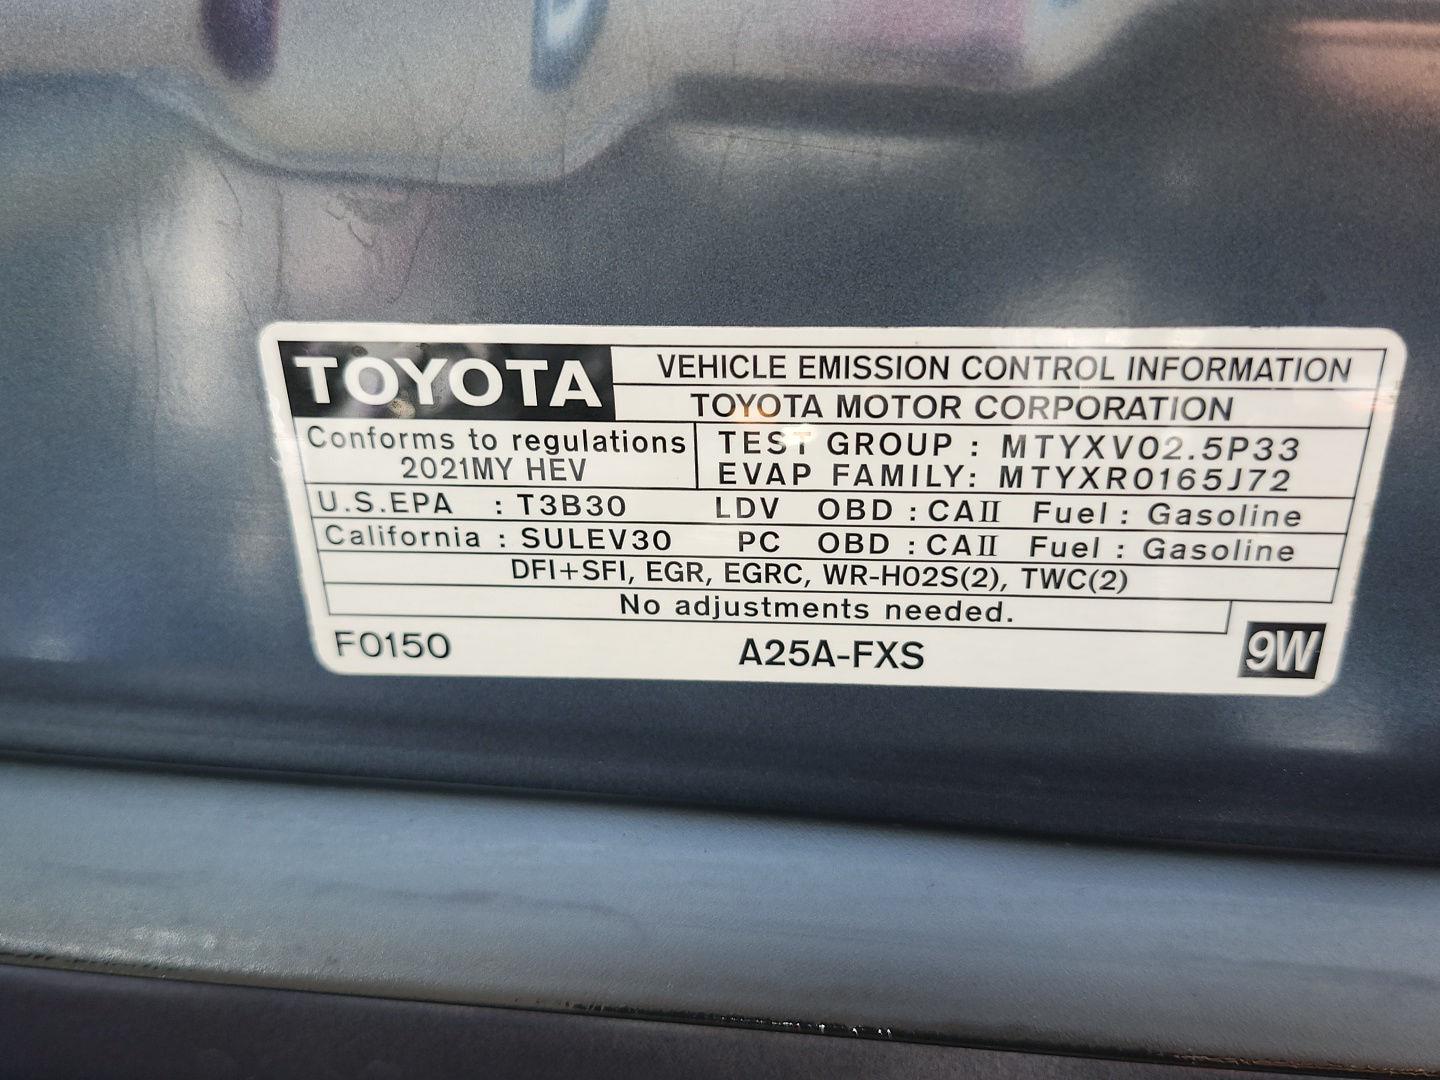 TOYOTA VEHICLE EMISSION CONTROL INFORMATION
TOYOTA MOTOR CORPORATION
Conforms to regulations
2021MY HEV
TEST GROUP : MTYXV02.5P33
EVAP FAMILY: MTYXR0165J72
U.S.EPA : T3B30 LDV OBD : CAII Fuel : Gasoline
California : SULEV30 PC OBD : CAII Fuel : Gasoline
DFI+SFI, EGR, EGRC, WR-HO2S(2), TWC(2)
No adjustments needed.
F0150 A25A-FXS 9W